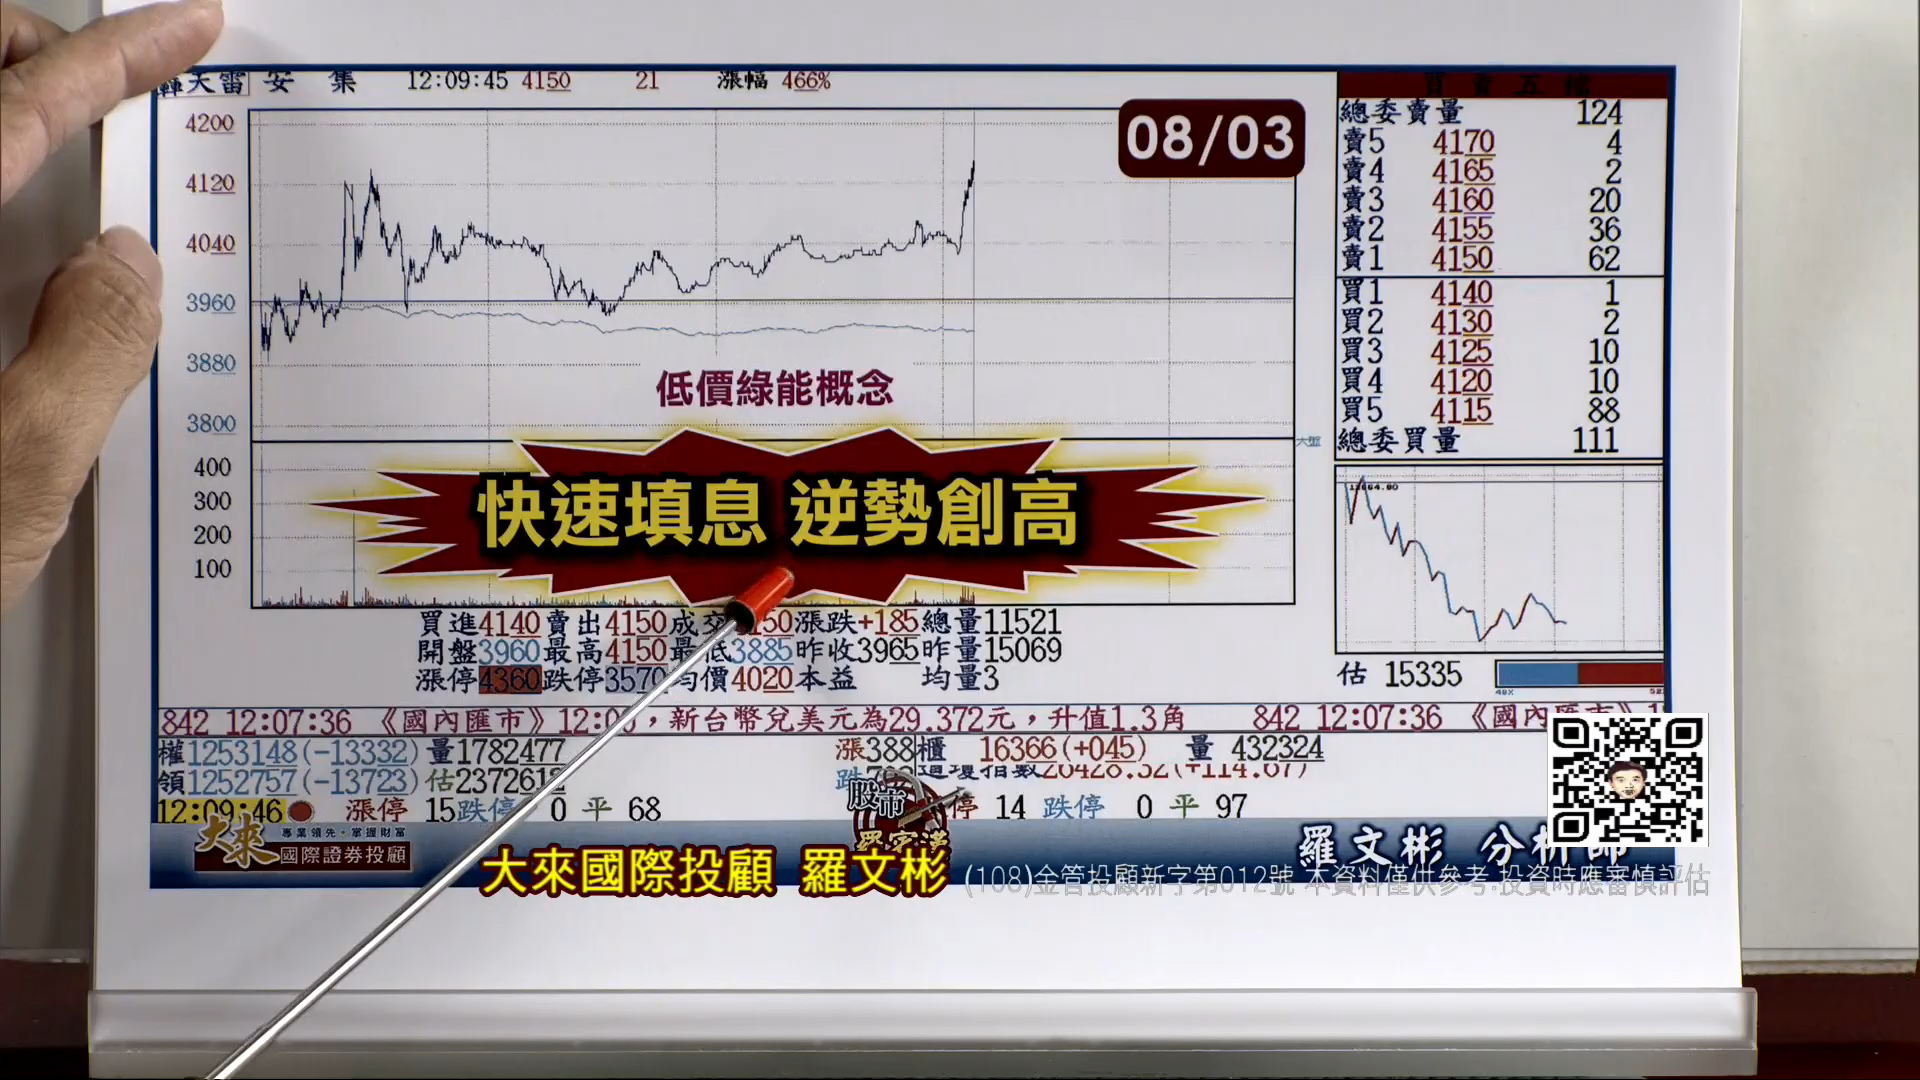 轟天雷 安 集 12:09:45 4150 21 漲幅 466%
08/03
4200
4120
4040
3960
3880
3800
400
300
200
100
大盤
低價綠能概念
快速填息 逆勢創高
總委賣量 124
賣5 4170 4
賣4 4165 2
賣3 4160 20
賣2 4155 36
賣1 4150 62
買1 4140 1
買2 4130 2
買3 4125 10
買4 4120 10
買5 4115 88
總委買量 111
估 15335
買進4140 賣出4150 成交 漲跌+185 總量11521
開盤3960 最高4150 最低3885 昨收3965 昨量15069
漲停4360 跌停3570 均價4020 本益 均量3
842 12:07:36 《國內匯市》12:0 ,新台幣兌美元為29.372元,升值1.3角 842 12:07:36 《國
權1253148(-13332) 量1782477 漲388 櫃 16366(+045) 量 432324
領1252757(-13723) 估 跌
12:09:46 漲停 15 跌停 0 平 68 停 14 跌停 0 平 97
大來 專業領先·掌握財富
國際證券投顧
股市
羅文彬 分析師
大來國際投顧 羅文彬
(108)金管投顧新字第012號 本資料僅供參考.投資時應審慎評估